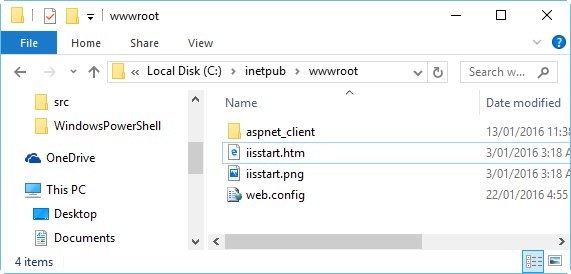 wwwroot
File Home Share View
Local Disk (C:) inetpub wwwroot Search w...
src
WindowsPowerShell
OneDrive
This PC
Desktop
Documents
Name Date modified
aspnet_client 13/01/2016 11:38
iisstart.htm 3/01/2016 3:18 A
iisstart.png 3/01/2016 3:18 A
web.config 22/01/2016 4:55
4 items